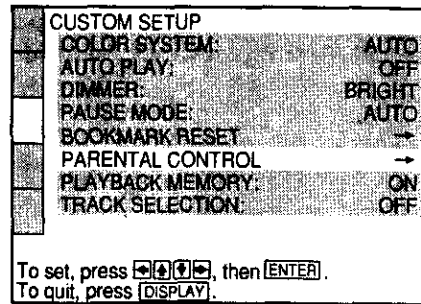 CUSTOM SETUP
COLOR SYSTEM: AUTO
AUTO PLAY: OFF
DIMMER: BRIGHT
PAUSE MODE: AUTO
BOOKMARK RESET →
PARENTAL CONTROL →
PLAYBACK MEMORY: ON
TRACK SELECTION: OFF
To set, press ←↑↓→, then ENTER.
To quit, press DISPLAY.